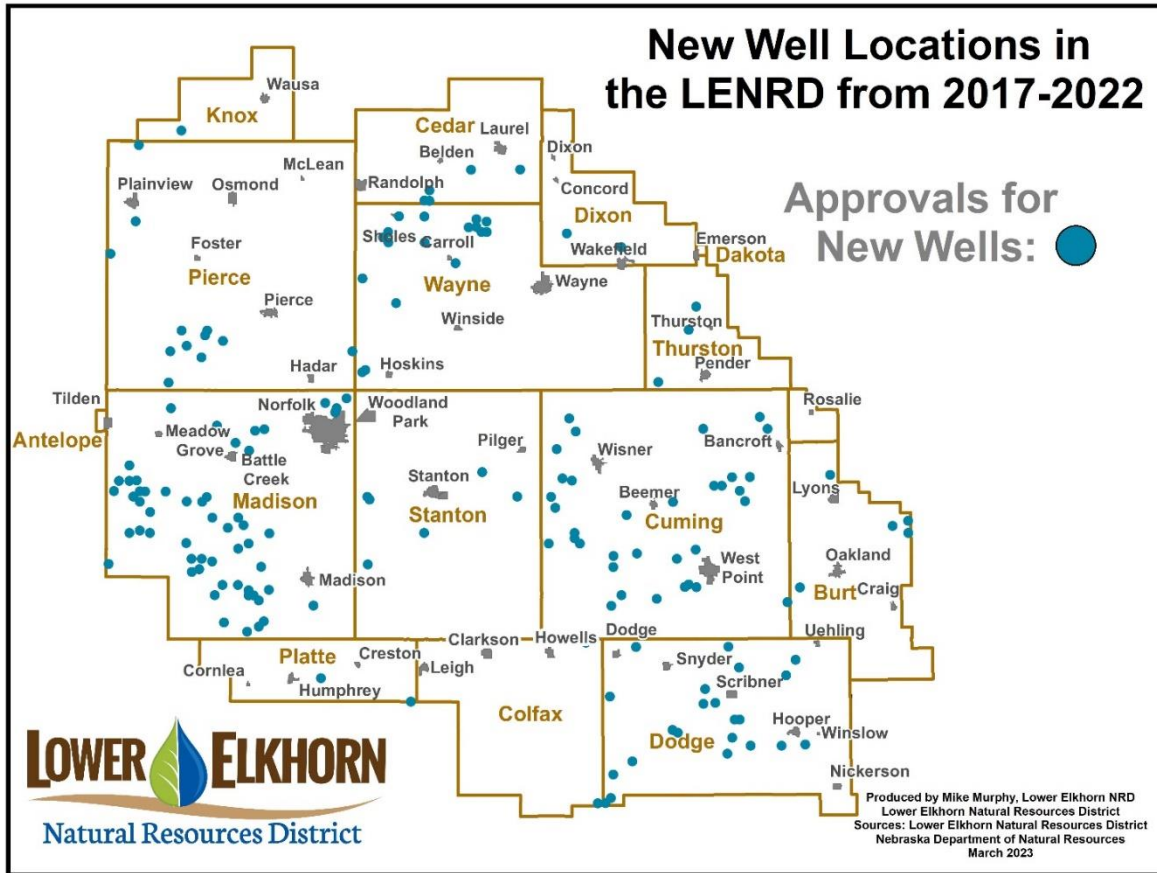 New Well Locations in
the LENRD from 2017-2022
Approvals for
New Wells:
Wausa
Knox
Cedar
Laurel
Belden
Dixon
McLean
Plainview
Osmond
Randolph
Concord
Dixon
Foster
Sholes
Carroll
Wakefield
Emerson
Dakota
Pierce
Wayne
Wayne
Pierce
Winside
Thurston
Thurston
Hadar
Hoskins
Pender
Tilden
Norfolk
Woodland
Park
Rosalie
Antelope
Meadow
Grove
Battle
Creek
Pilger
Wisner
Bancroft
Madison
Stanton
Stanton
Beemer
Cuming
Lyons
Madison
West
Point
Oakland
Burt
Craig
Platte
Creston
Clarkson
Howells
Dodge
Uehling
Cornlea
Humphrey
Leigh
Snyder
Scribner
Colfax
Dodge
Hooper
Winslow
Nickerson
LOWER ELKHORN
Natural Resources District
Produced by Mike Murphy, Lower Elkhorn NRD
Lower Elkhorn Natural Resources District
Sources: Lower Elkhorn Natural Resources District
Nebraska Department of Natural Resources
March 2023